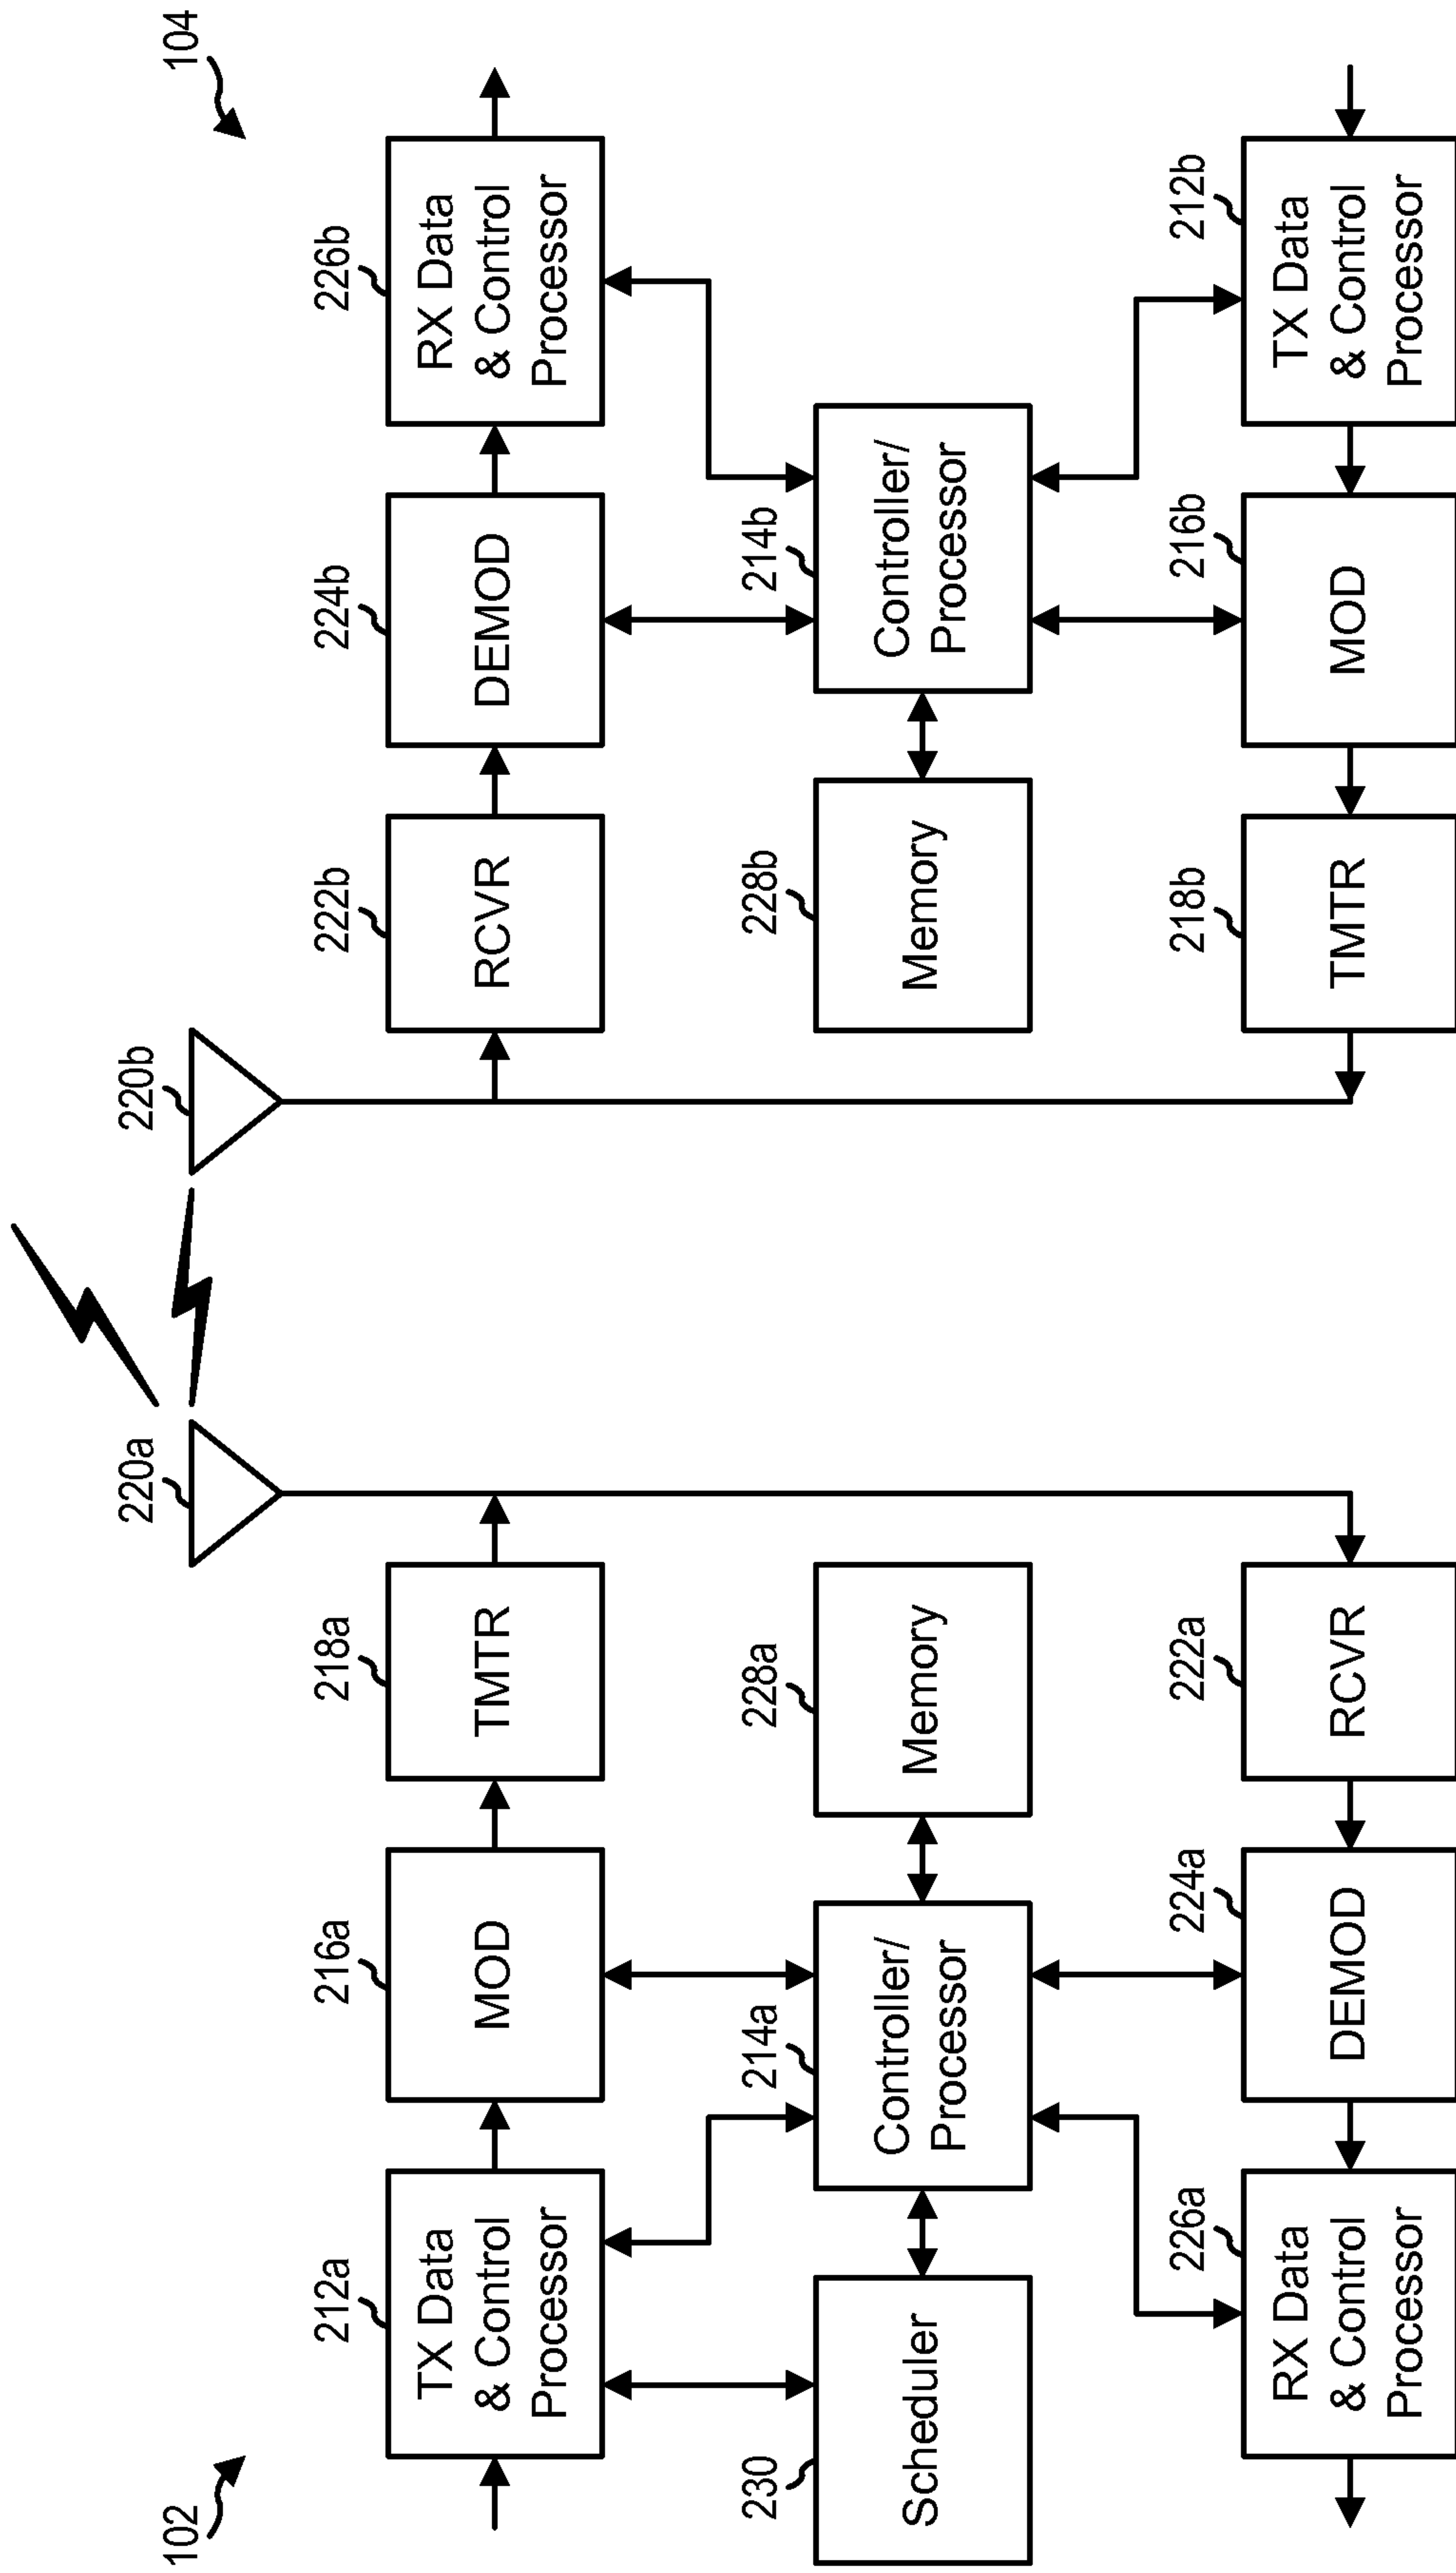 102
104
220a
220b
212a
216a
218a
222b
224b
226b
TX Data
& Control
Processor
MOD
TMTR
RCVR
DEMOD
RX Data
& Control
Processor
230
214a
228a
228b
214b
Scheduler
Controller/
Processor
Memory
Memory
Controller/
Processor
226a
224a
222a
218b
216b
212b
RX Data
& Control
Processor
DEMOD
RCVR
TMTR
MOD
TX Data
& Control
Processor